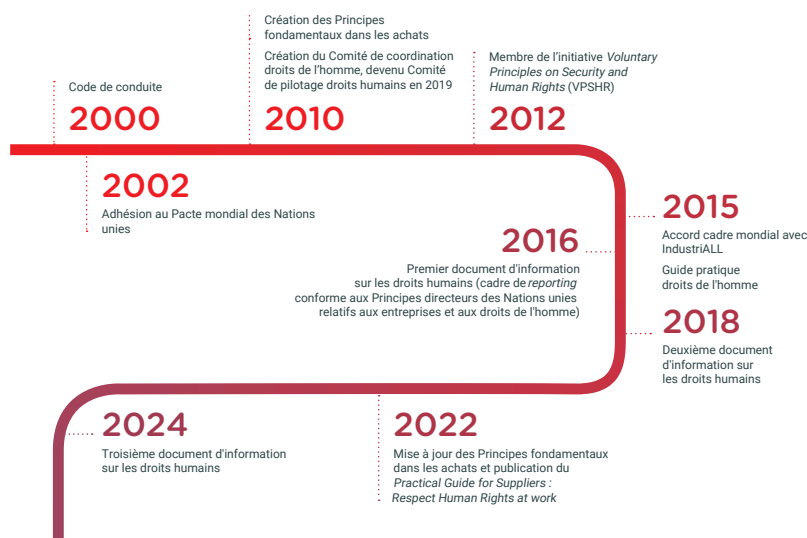 Code de conduite
2000
2002
Adhésion au Pacte mondial des Nations
unies
Création des Principes
fondamentaux dans les achats
Création du Comité de coordination
droits de l'homme, devenu Comité
de pilotage droits humains en 2019
2010
Membre de l'initiative Voluntary
Principles on Security and
Human Rights (VPSHR)
2012
2015
Accord cadre mondial avec
IndustriALL
Guide pratique
droits de l'homme
2016
Premier document d'information
sur les droits humains (cadre de reporting
conforme aux Principes directeurs des Nations unies
relatifs aux entreprises et aux droits de l'homme)
2018
Deuxième document
d'information sur
les droits humains
2022
Mise à jour des Principes fondamentaux
dans les achats et publication du
Practical Guide for Suppliers :
Respect Human Rights at work
2024
Troisième document d'information
sur les droits humains